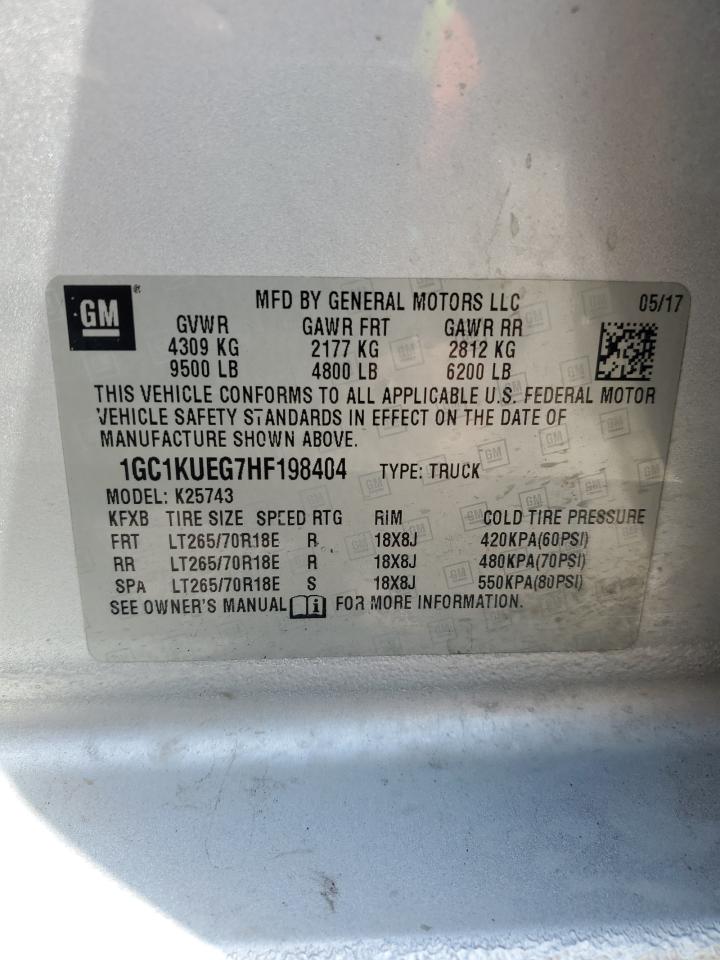 GM
MFD BY GENERAL MOTORS LLC 05/17
GVWR GAWR FRT GAWR RR
4309 KG 2177 KG 2812 KG
9500 LB 4800 LB 6200 LB
THIS VEHICLE CONFORMS TO ALL APPLICABLE U.S. FEDERAL MOTOR
VEHICLE SAFETY STANDARDS IN EFFECT ON THE DATE OF
MANUFACTURE SHOWN ABOVE.
1GC1KUEG7HF198404 TYPE: TRUCK
MODEL: K25743
KFXB TIRE SIZE SPEED RTG RIM COLD TIRE PRESSURE
FRT LT265/70R18E R 18X8J 420KPA(60PSI)
RR LT265/70R18E R 18X8J 480KPA(70PSI)
SPA LT265/70R18E S 18X8J 550KPA(80PSI)
SEE OWNER'S MANUAL FOR MORE INFORMATION.